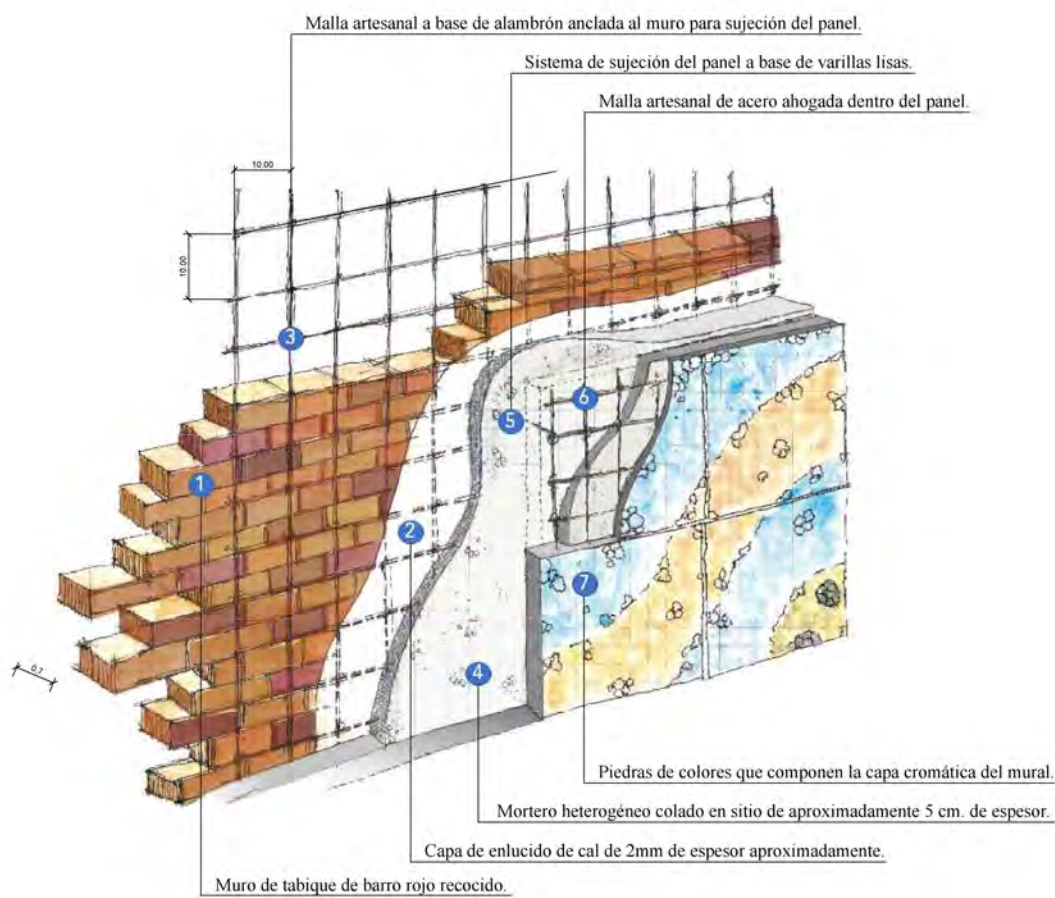 Malla artesanal a base de alambrón anclada al muro para sujeción del panel.
Sistema de sujeción del panel a base de varillas lisas.
Malla artesanal de acero ahogada dentro del panel.
10.00
10.00
3
6
5
1
2
7
4
0.7
Piedras de colores que componen la capa cromática del mural.
Mortero heterogéneo colado en sitio de aproximadamente 5 cm. de espesor.
Capa de enlucido de cal de 2mm de espesor aproximadamente.
Muro de tabique de barro rojo recocido.